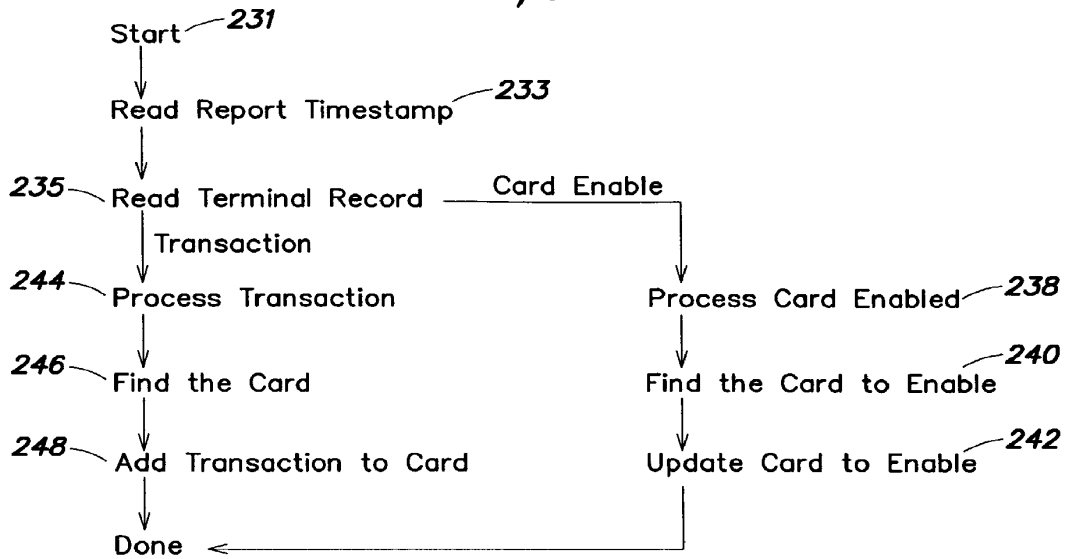 Start 231
Read Report Timestamp 233
235 Read Terminal Record Card Enable
Transaction
244 Process Transaction Process Card Enabled 238
246 Find the Card Find the Card to Enable 240
248 Add Transaction to Card Update Card to Enable 242
Done